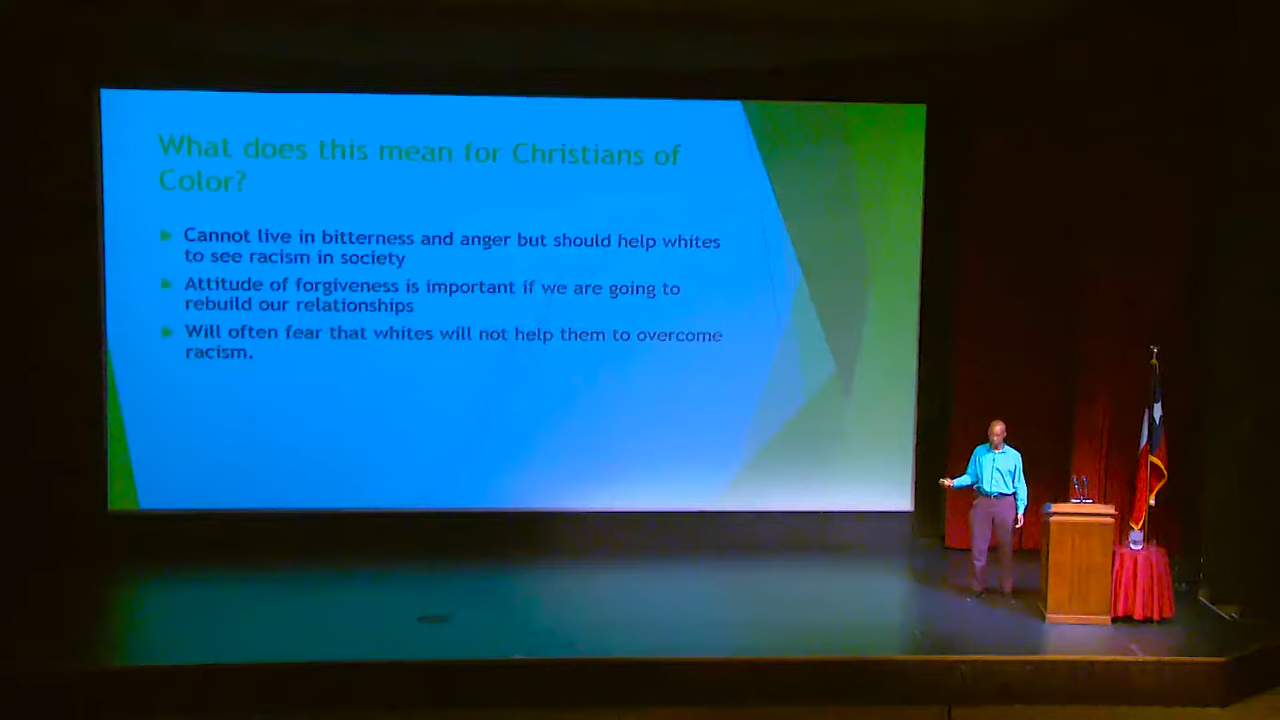 What does this mean for Christians of
Color?
Cannot live in bitterness and anger but should help whites
to see racism in society
Attitude of forgiveness is important if we are going to
rebuild our relationships
Will often fear that whites will not help them to overcome
racism.